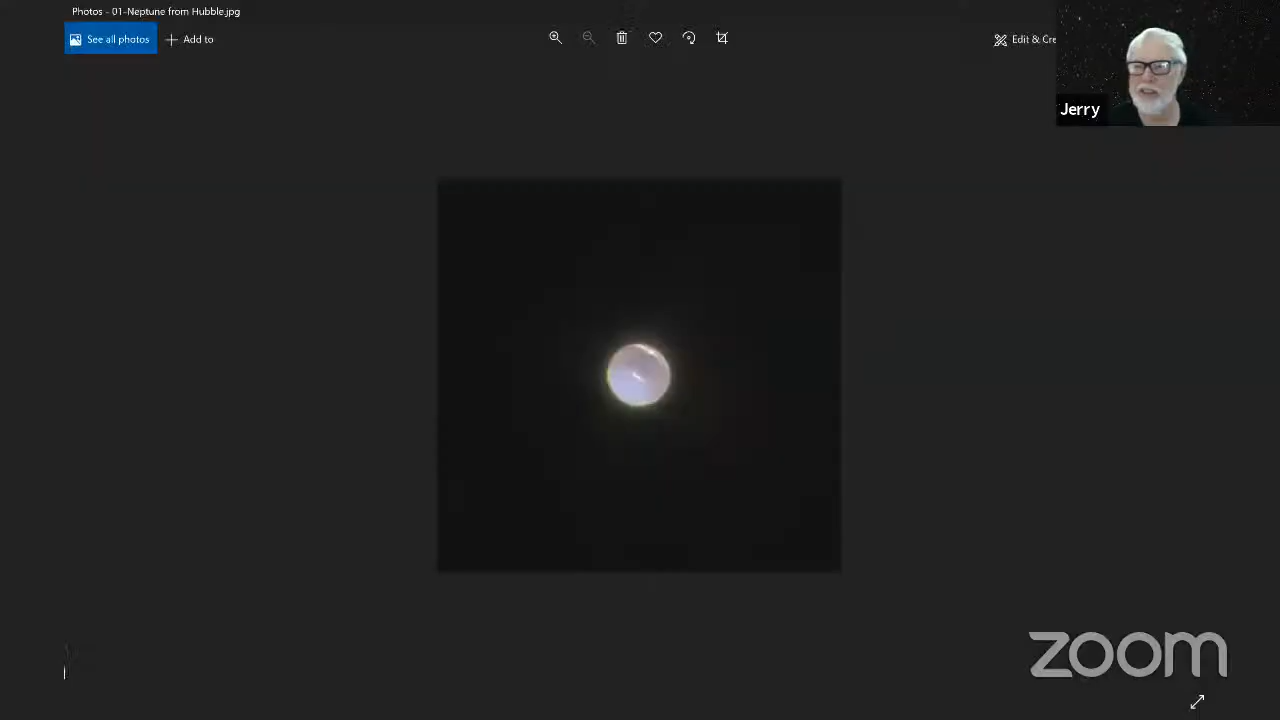 Photos - 01-Neptune from Hubble.jpg
See all photos
Add to
Edit & Cre
Jerry
zoom